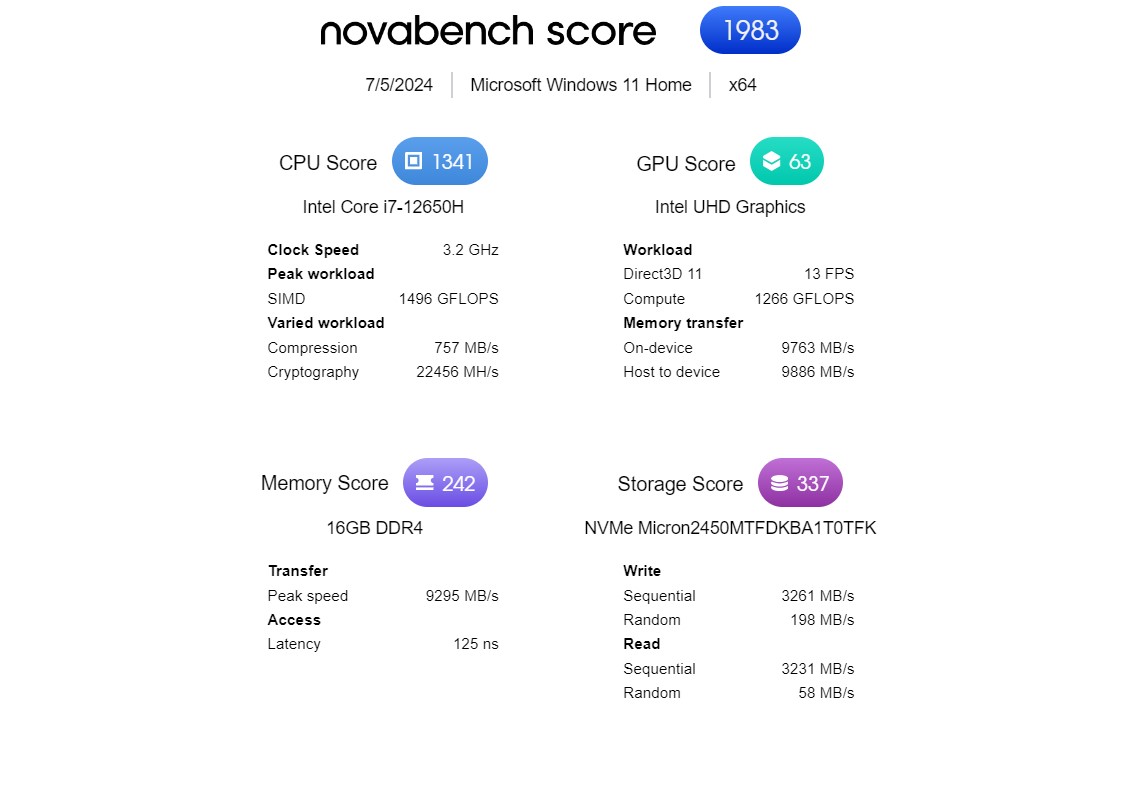 novabench score 1983
7/5/2024 Microsoft Windows 11 Home x64
CPU Score 1341
Intel Core i7-12650H
Clock Speed 3.2 GHz
Peak workload
SIMD 1496 GFLOPS
Varied workload
Compression 757 MB/s
Cryptography 22456 MH/s
GPU Score 63
Intel UHD Graphics
Workload
Direct3D 11 13 FPS
Compute 1266 GFLOPS
Memory transfer
On-device 9763 MB/s
Host to device 9886 MB/s
Memory Score 242
16GB DDR4
Transfer
Peak speed 9295 MB/s
Access
Latency 125 ns
Storage Score 337
NVMe Micron2450MTFDKBA1T0TFK
Write
Sequential 3261 MB/s
Random 198 MB/s
Read
Sequential 3231 MB/s
Random 58 MB/s